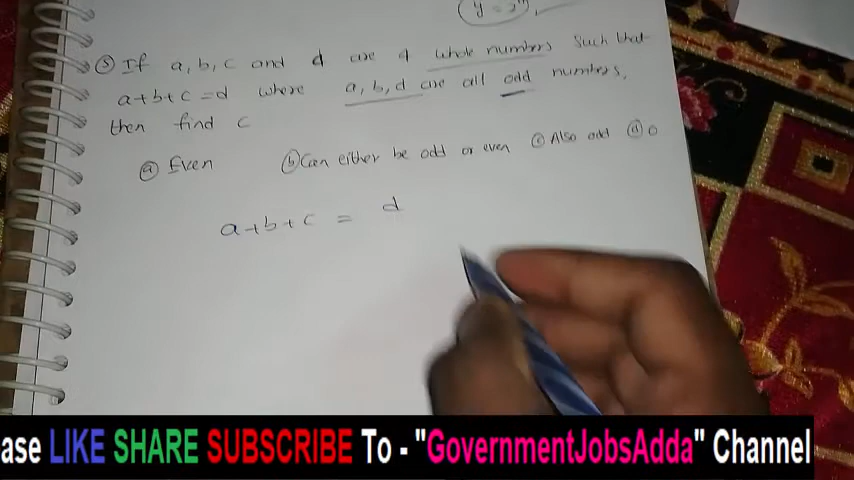 y = 2^n
⑤ If a, b, c and d are 4 whole numbers such that
a+b+c = d where a, b, d are all odd numbers,
then find c
ⓐ Even ⓑ Can either be odd or even ⓒ Also odd ⓓ 0
a+b+c = d
ase LIKE SHARE SUBSCRIBE To - "GovernmentJobsAdda" Channel